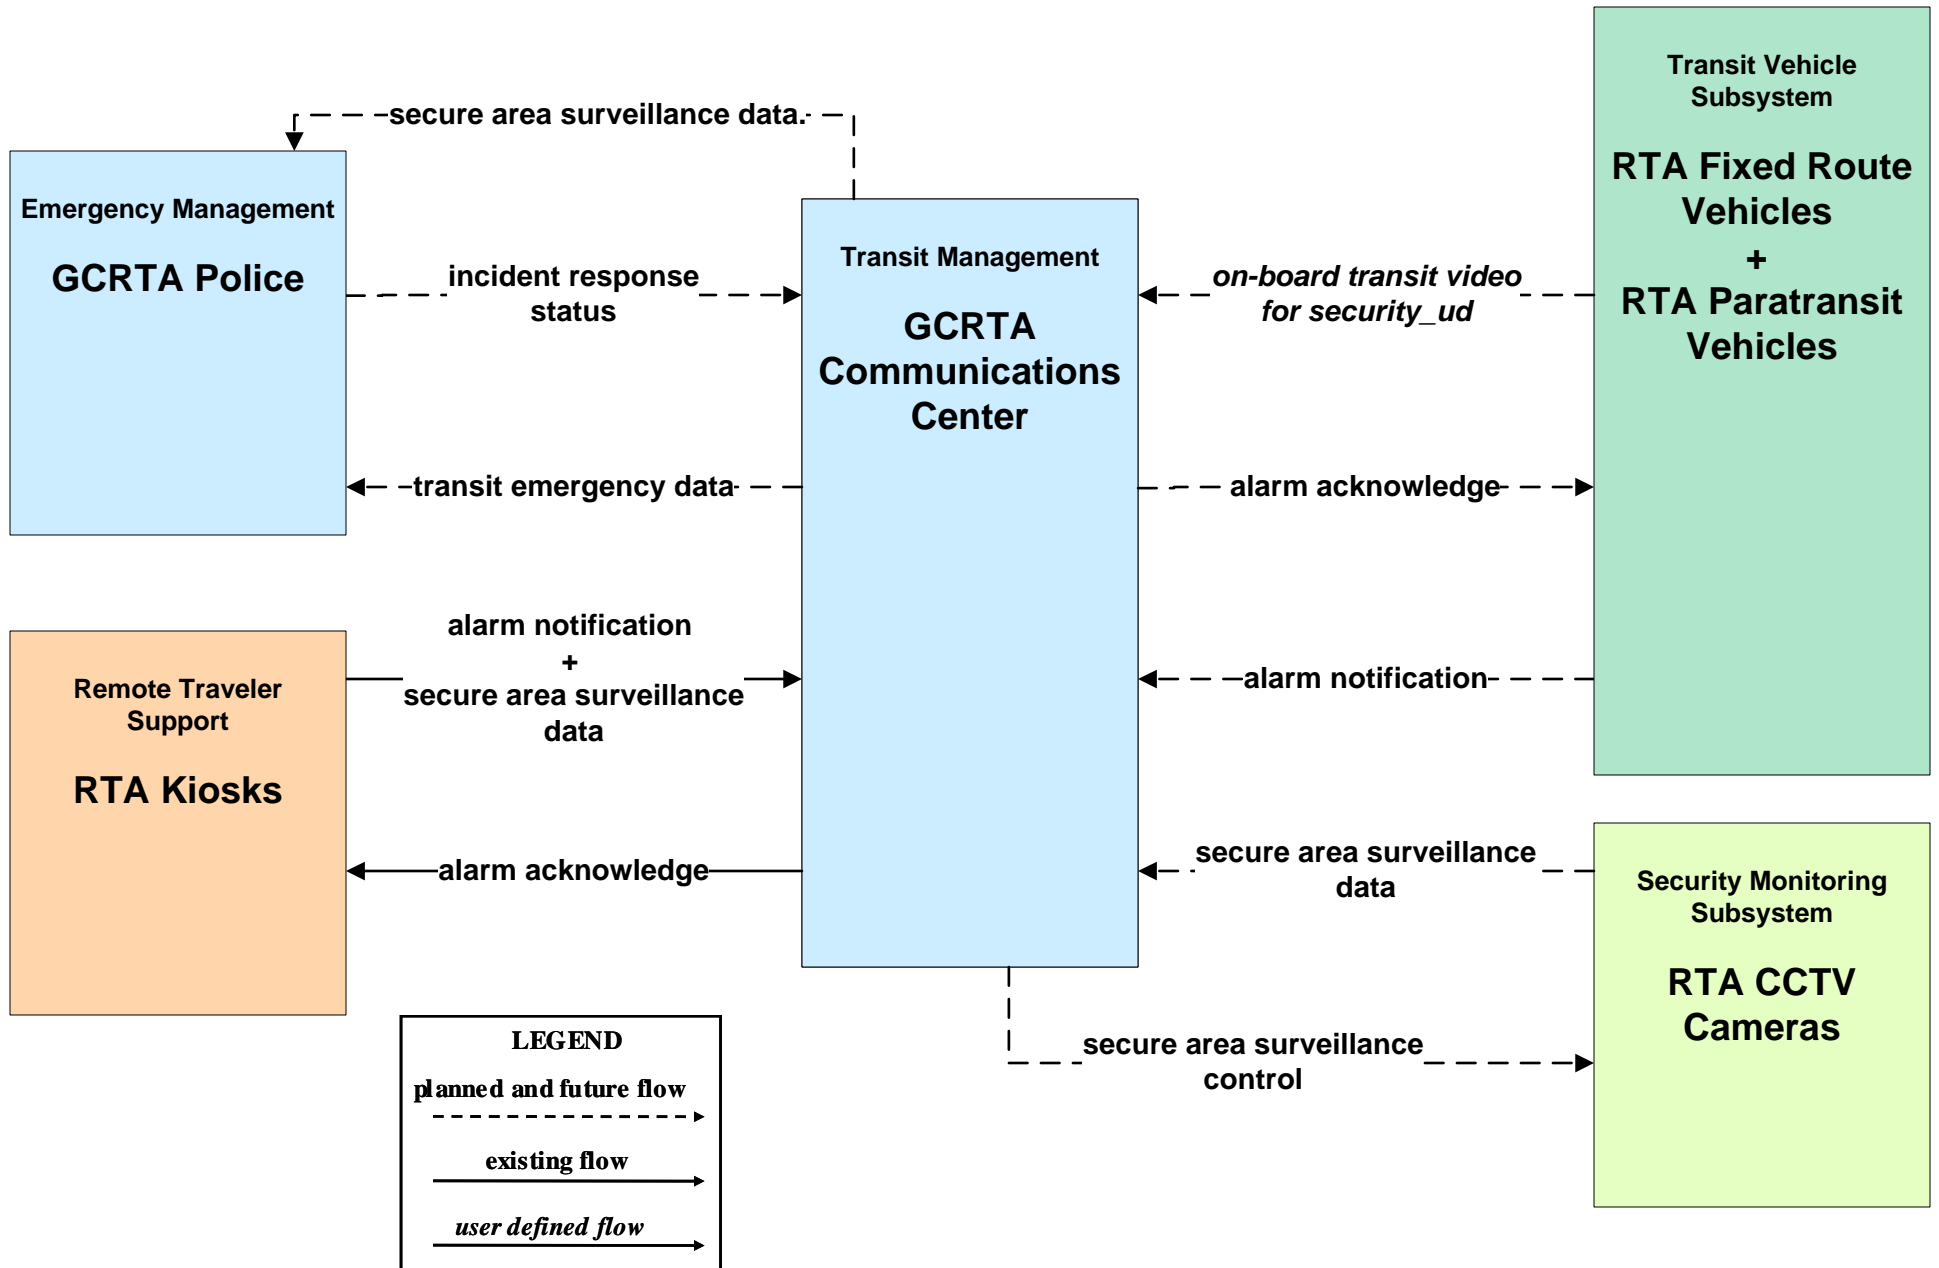 Transit Vehicle
Subsystem
RTA Fixed Route
Vehicles
+
RTA Paratransit
Vehicles
secure area surveillance data.
Emergency Management
GCRTA Police
incident response
status
Transit Management
GCRTA
Communications
Center
on-board transit video
for security_ud
transit emergency data
alarm acknowledge
alarm notification
+
secure area surveillance
data
alarm notification
Remote Traveler
Support
RTA Kiosks
alarm acknowledge
secure area surveillance
data
Security Monitoring
Subsystem
RTA CCTV
Cameras
secure area surveillance
control
LEGEND
planned and future flow
existing flow
user defined flow